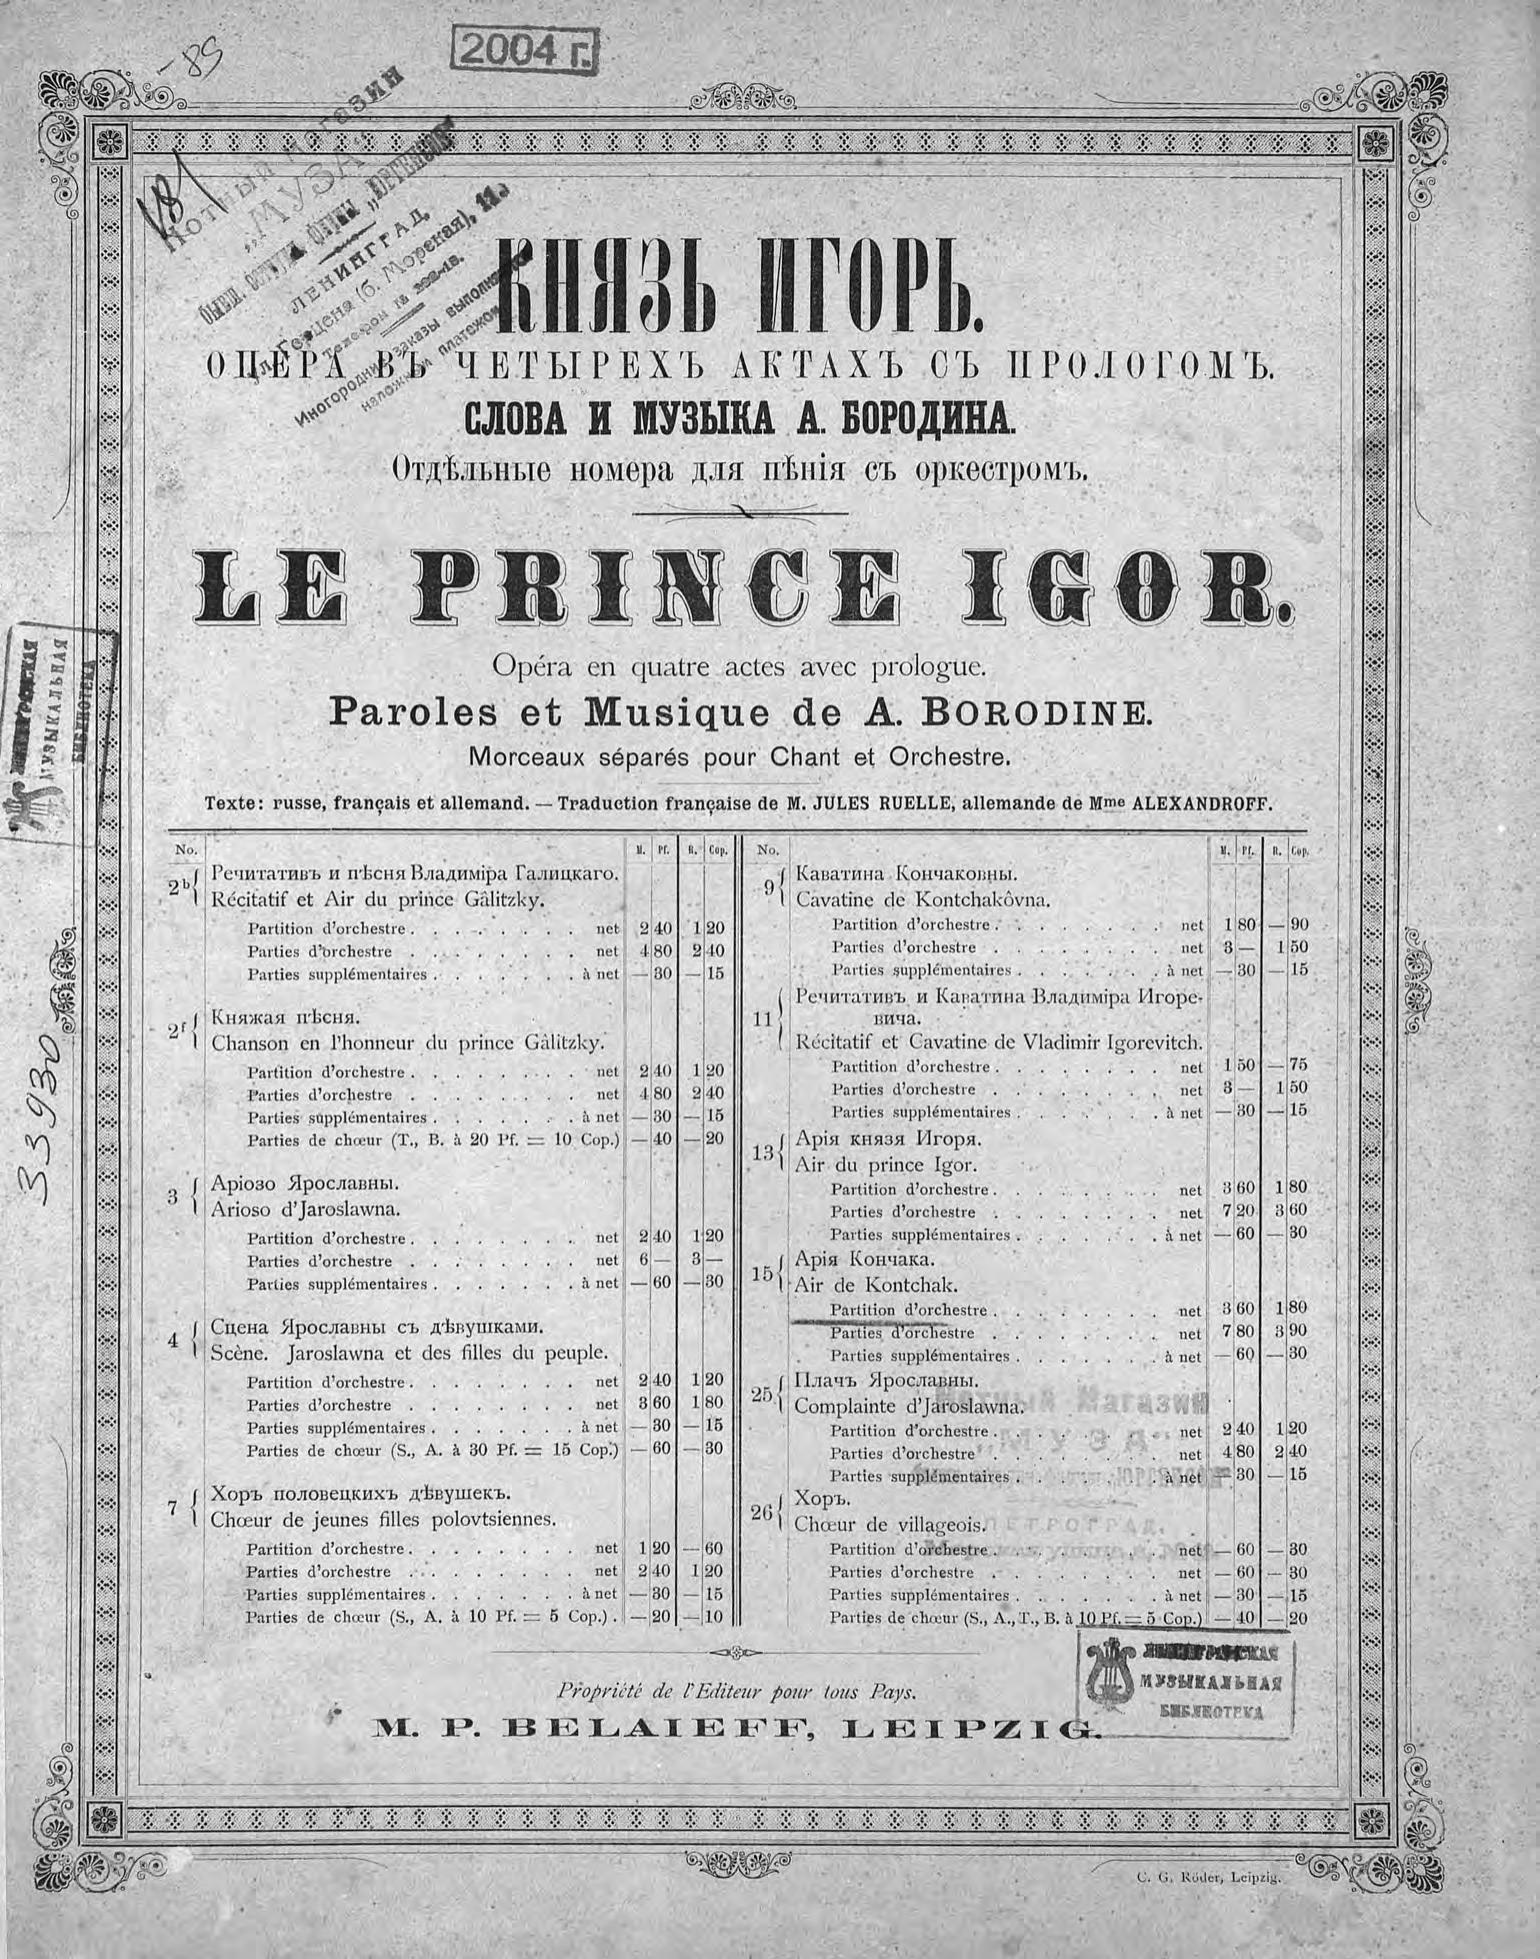 -85
2004 г.
181
Нотный Магазин
„МУЗА"
ЛЕНИНГРАД,
ул. Герцена (б. Морская), 11.
Иногородние заказы выполняются
наложен. платежом
КНЯЗЬ ИГОРЬ.
ОПЕРА ВЪ ЧЕТЫРЕХЪ АКТАХЪ СЪ ПРОЛОГОМЪ.
СЛОВА И МУЗЫКА А. БОРОДИНА.
Отдѣльные номера для пѣнія съ оркестромъ.
LE PRINCE IGOR.
Opéra en quatre actes avec prologue.
Paroles et Musique de A. BORODINE.
Morceaux séparés pour Chant et Orchestre.
Texte: russe, français et allemand. — Traduction française de M. JULES RUELLE, allemande de Mme ALEXANDROFF.
No. M. Pf. R. Cop.
2b Речитативъ и пѣсня Владиміра Галицкаго.
Récitatif et Air du prince Gâlitzky.
Partition d'orchestre . . . . . . . . net 2 40 1 20
Parties d'orchestre . . . . . . . . net 4 80 2 40
Parties supplémentaires . . . . . . . à net — 30 — 15
2f Княжая пѣсня.
Chanson en l'honneur du prince Gâlitzky.
Partition d'orchestre . . . . . . . . net 2 40 1 20
Parties d'orchestre . . . . . . . . net 4 80 2 40
Parties supplémentaires . . . . . . . à net — 30 — 15
Parties de chœur (T., B. à 20 Pf. = 10 Cop.) — 40 — 20
3 Аріозо Ярославны.
Arioso d'Jaroslawna.
Partition d'orchestre . . . . . . . . net 2 40 1 20
Parties d'orchestre . . . . . . . . net 6 — 3 —
Parties supplémentaires . . . . . . . à net — 60 — 30
4 Сцена Ярославны съ дѣвушками.
Scène. Jaroslawna et des filles du peuple.
Partition d'orchestre . . . . . . . . net 2 40 1 20
Parties d'orchestre . . . . . . . . net 3 60 1 80
Parties supplémentaires . . . . . . . à net — 30 — 15
Parties de chœur (S., A. à 30 Pf. = 15 Cop.) — 60 — 30
7 Хоръ половецкихъ дѣвушекъ.
Chœur de jeunes filles polovtsiennes.
Partition d'orchestre . . . . . . . . net 1 20 — 60
Parties d'orchestre . . . . . . . . net 2 40 1 20
Parties supplémentaires . . . . . . . à net — 30 — 15
Parties de chœur (S., A. à 10 Pf. = 5 Cop.) . — 20 — 10
No. M. Pf. R. Cop.
9 Каватина Кончаковны.
Cavatine de Kontchakôvna.
Partition d'orchestre . . . . . . . . net 1 80 — 90
Parties d'orchestre . . . . . . . . net 3 — 1 50
Parties supplémentaires . . . . . . . à net — 30 — 15
11 Речитативъ и Каватина Владиміра Игоре-
вича.
Récitatif et Cavatine de Vladimir Igorevitch.
Partition d'orchestre . . . . . . . . net 1 50 — 75
Parties d'orchestre . . . . . . . . net 3 — 1 50
Parties supplémentaires . . . . . . . à net — 30 — 15
13 Арія князя Игоря.
Air du prince Igor.
Partition d'orchestre . . . . . . . . net 3 60 1 80
Parties d'orchestre . . . . . . . . net 7 20 3 60
Parties supplémentaires . . . . . . . à net — 60 — 30
15 Арія Кончака.
Air de Kontchak.
Partition d'orchestre . . . . . . . . net 3 60 1 80
Parties d'orchestre . . . . . . . . net 7 80 3 90
Parties supplémentaires . . . . . . . à net — 60 — 30
25 Плачъ Ярославны.
Complainte d'Jaroslawna.
Partition d'orchestre . . . . . . . . net 2 40 1 20
Parties d'orchestre . . . . . . . . net 4 80 2 40
Parties supplémentaires . . . . . . . à net — 30 — 15
26 Хоръ.
Chœur de villageois.
Partition d'orchestre . . . . . . . . net — 60 — 30
Parties d'orchestre . . . . . . . . net — 60 — 30
Parties supplémentaires . . . . . . . à net — 30 — 15
Parties de chœur (S., A., T., B. à 10 Pf. = 5 Cop.) — 40 — 20
Нотный Магазин
„МУЗА"
ПЕТРОГРАД,
Propriété de l'Editeur pour tous Pays.
M. P. BELAIEFF, LEIPZIG.
ЛЕНИНГРАДСКАЯ
МУЗЫКАЛЬНАЯ
БИБЛИОТЕКА
C. G. Röder, Leipzig.
ЛЕНИНГРАДСКАЯ
МУЗЫКАЛЬНАЯ
БИБЛИОТЕКА
33930